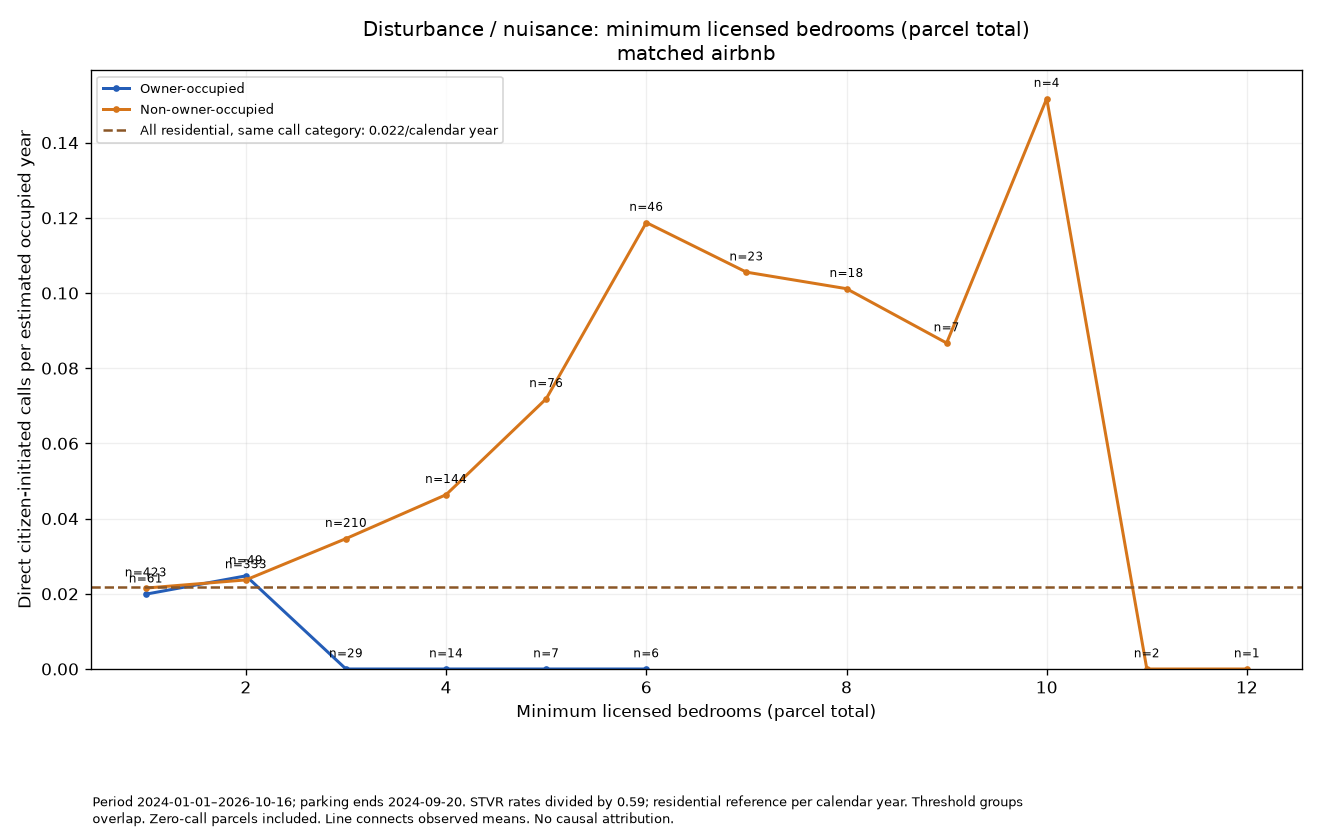 Disturbance / nuisance: minimum licensed bedrooms (parcel total)
matched airbnb
Owner-occupied
Non-owner-occupied
All residential, same call category: 0.022/calendar year
Direct citizen-initiated calls per estimated occupied year
0.14
0.12
0.10
0.08
0.06
0.04
0.02
0.00
n=4
n=46
n=23
n=18
n=7
n=76
n=144
n=210
n=49
n=333
n=423
n=61
n=29
n=14
n=7
n=6
n=2
n=1
2
4
6
8
10
12
Minimum licensed bedrooms (parcel total)
Period 2024-01-01–2026-10-16; parking ends 2024-09-20. STVR rates divided by 0.59; residential reference per calendar year. Threshold groups
overlap. Zero-call parcels included. Line connects observed means. No causal attribution.